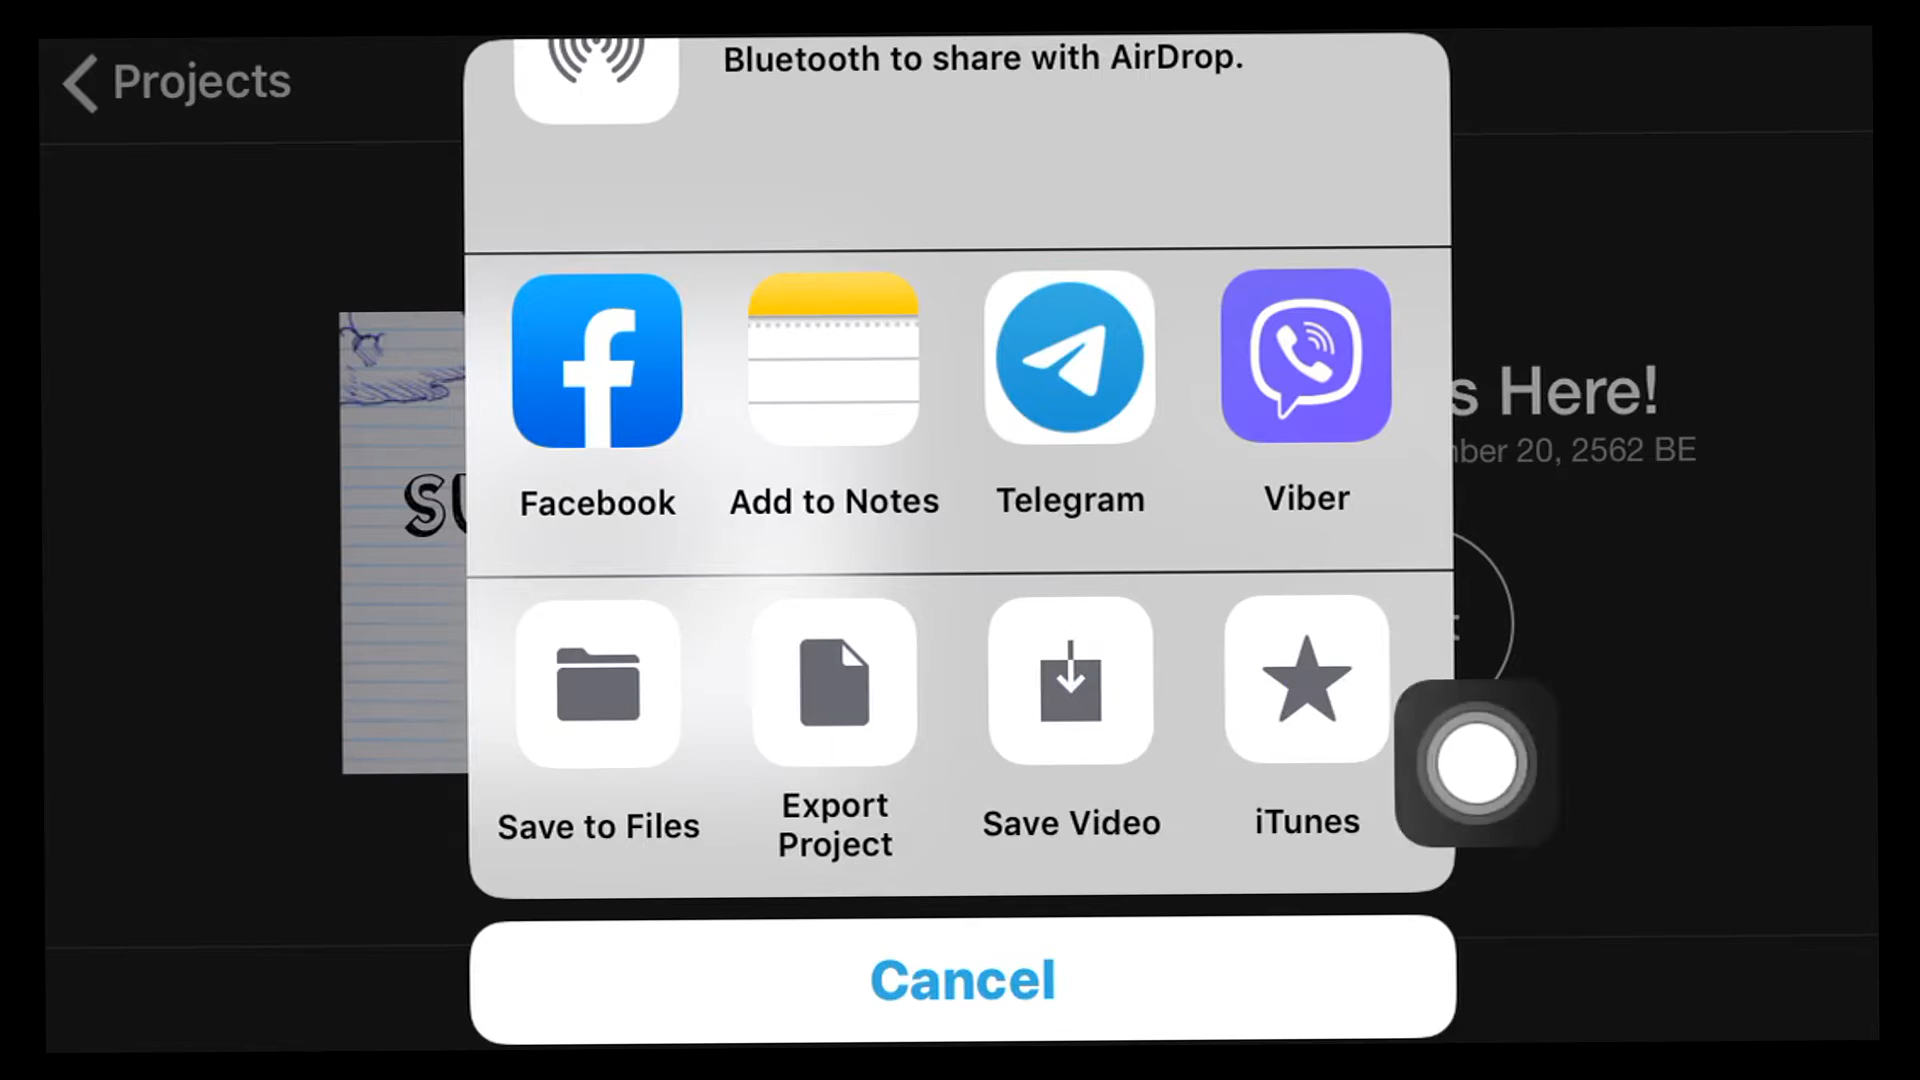 Projects
Bluetooth to share with AirDrop.
Facebook
Add to Notes
Telegram
Viber
s Here!
ber 20, 2562 BE
Save to Files
Export
Project
Save Video
iTunes
Cancel